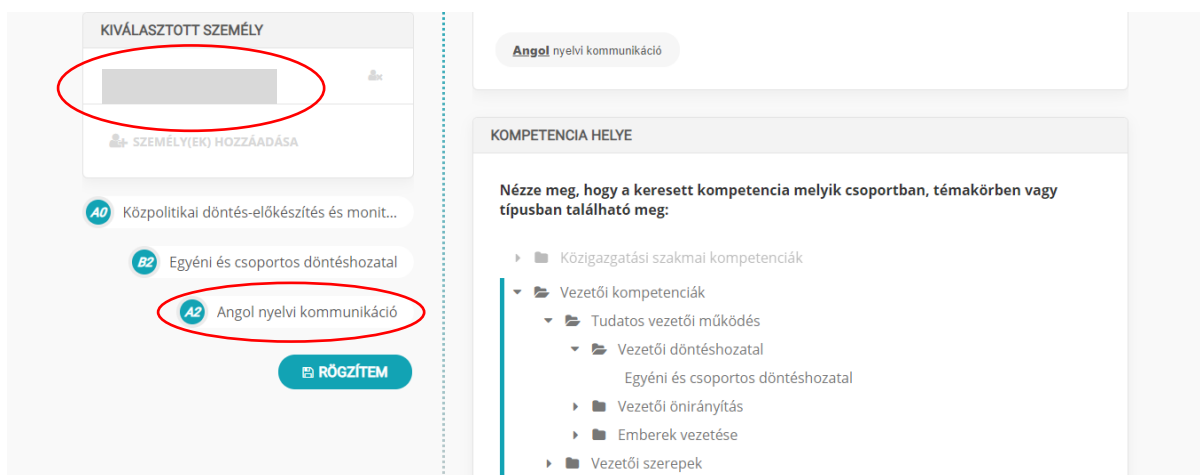 KIVÁLASZTOTT SZEMÉLY
SZEMÉLY(EK) HOZZÁADÁSA
A0 Közpolitikai döntés-előkészítés és monit...
B2 Egyéni és csoportos döntéshozatal
A2 Angol nyelvi kommunikáció
RÖGZÍTEM
Angol nyelvi kommunikáció
KOMPETENCIA HELYE
Nézze meg, hogy a keresett kompetencia melyik csoportban, témakörben vagy
típusban található meg:
Közigazgatási szakmai kompetenciák
Vezetői kompetenciák
Tudatos vezetői működés
Vezetői döntéshozatal
Egyéni és csoportos döntéshozatal
Vezetői önirányítás
Emberek vezetése
Vezetői szerepek